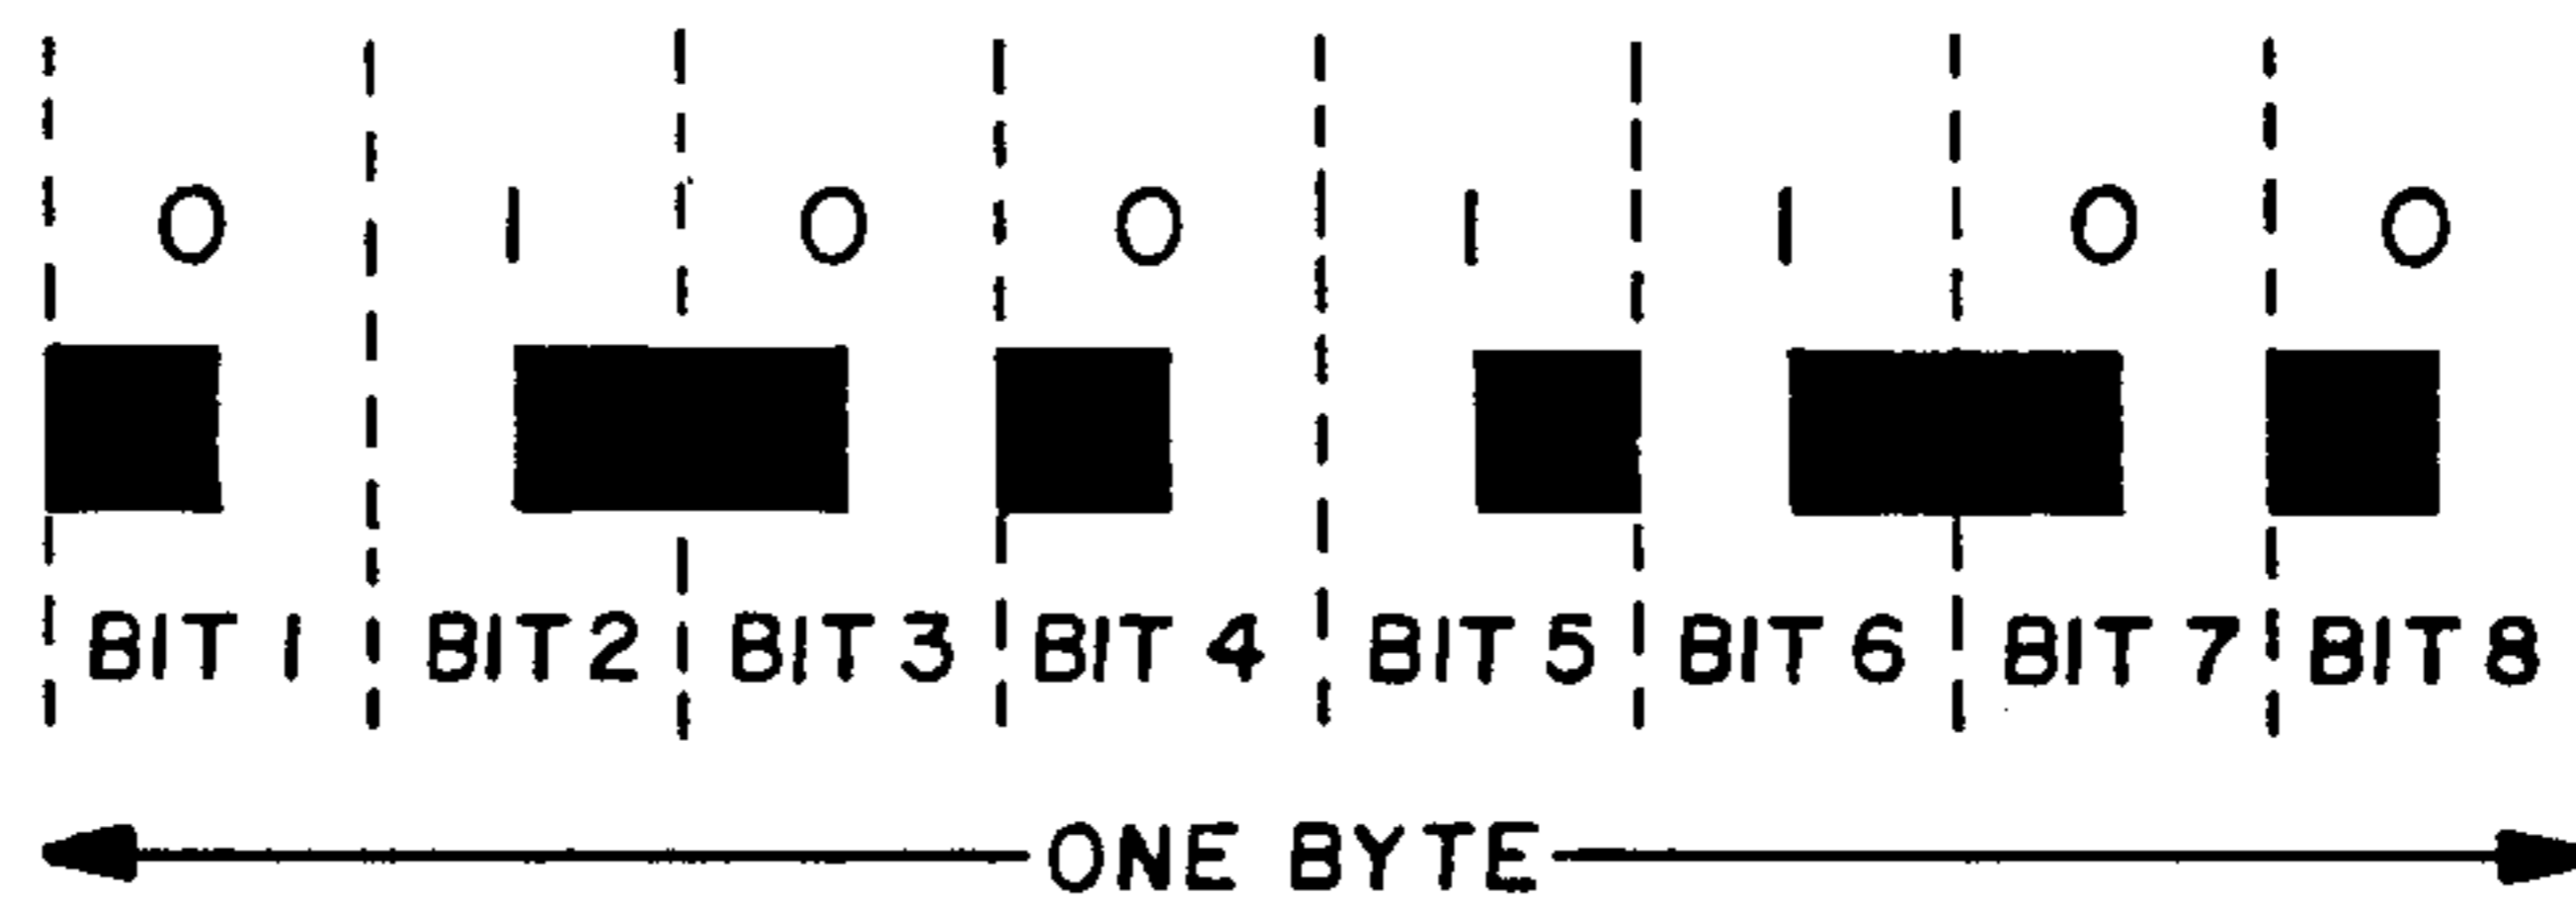 0 1 0 0 1 1 0 0
BIT 1 BIT 2 BIT 3 BIT 4 BIT 5 BIT 6 BIT 7 BIT 8
ONE BYTE